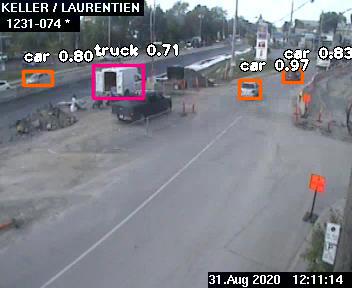 KELLER / LAURENTIEN
1231-074 *
car 0.80
truck 0.71
car 0.97
car 0.83
31.Aug 2020 12:11:14